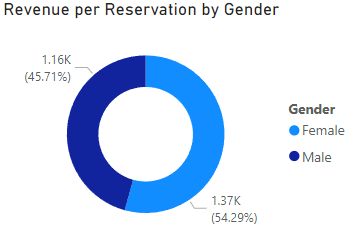 Revenue per Reservation by Gender
1.16K
(45.71%)
Gender
Female
Male
1.37K
(54.29%)